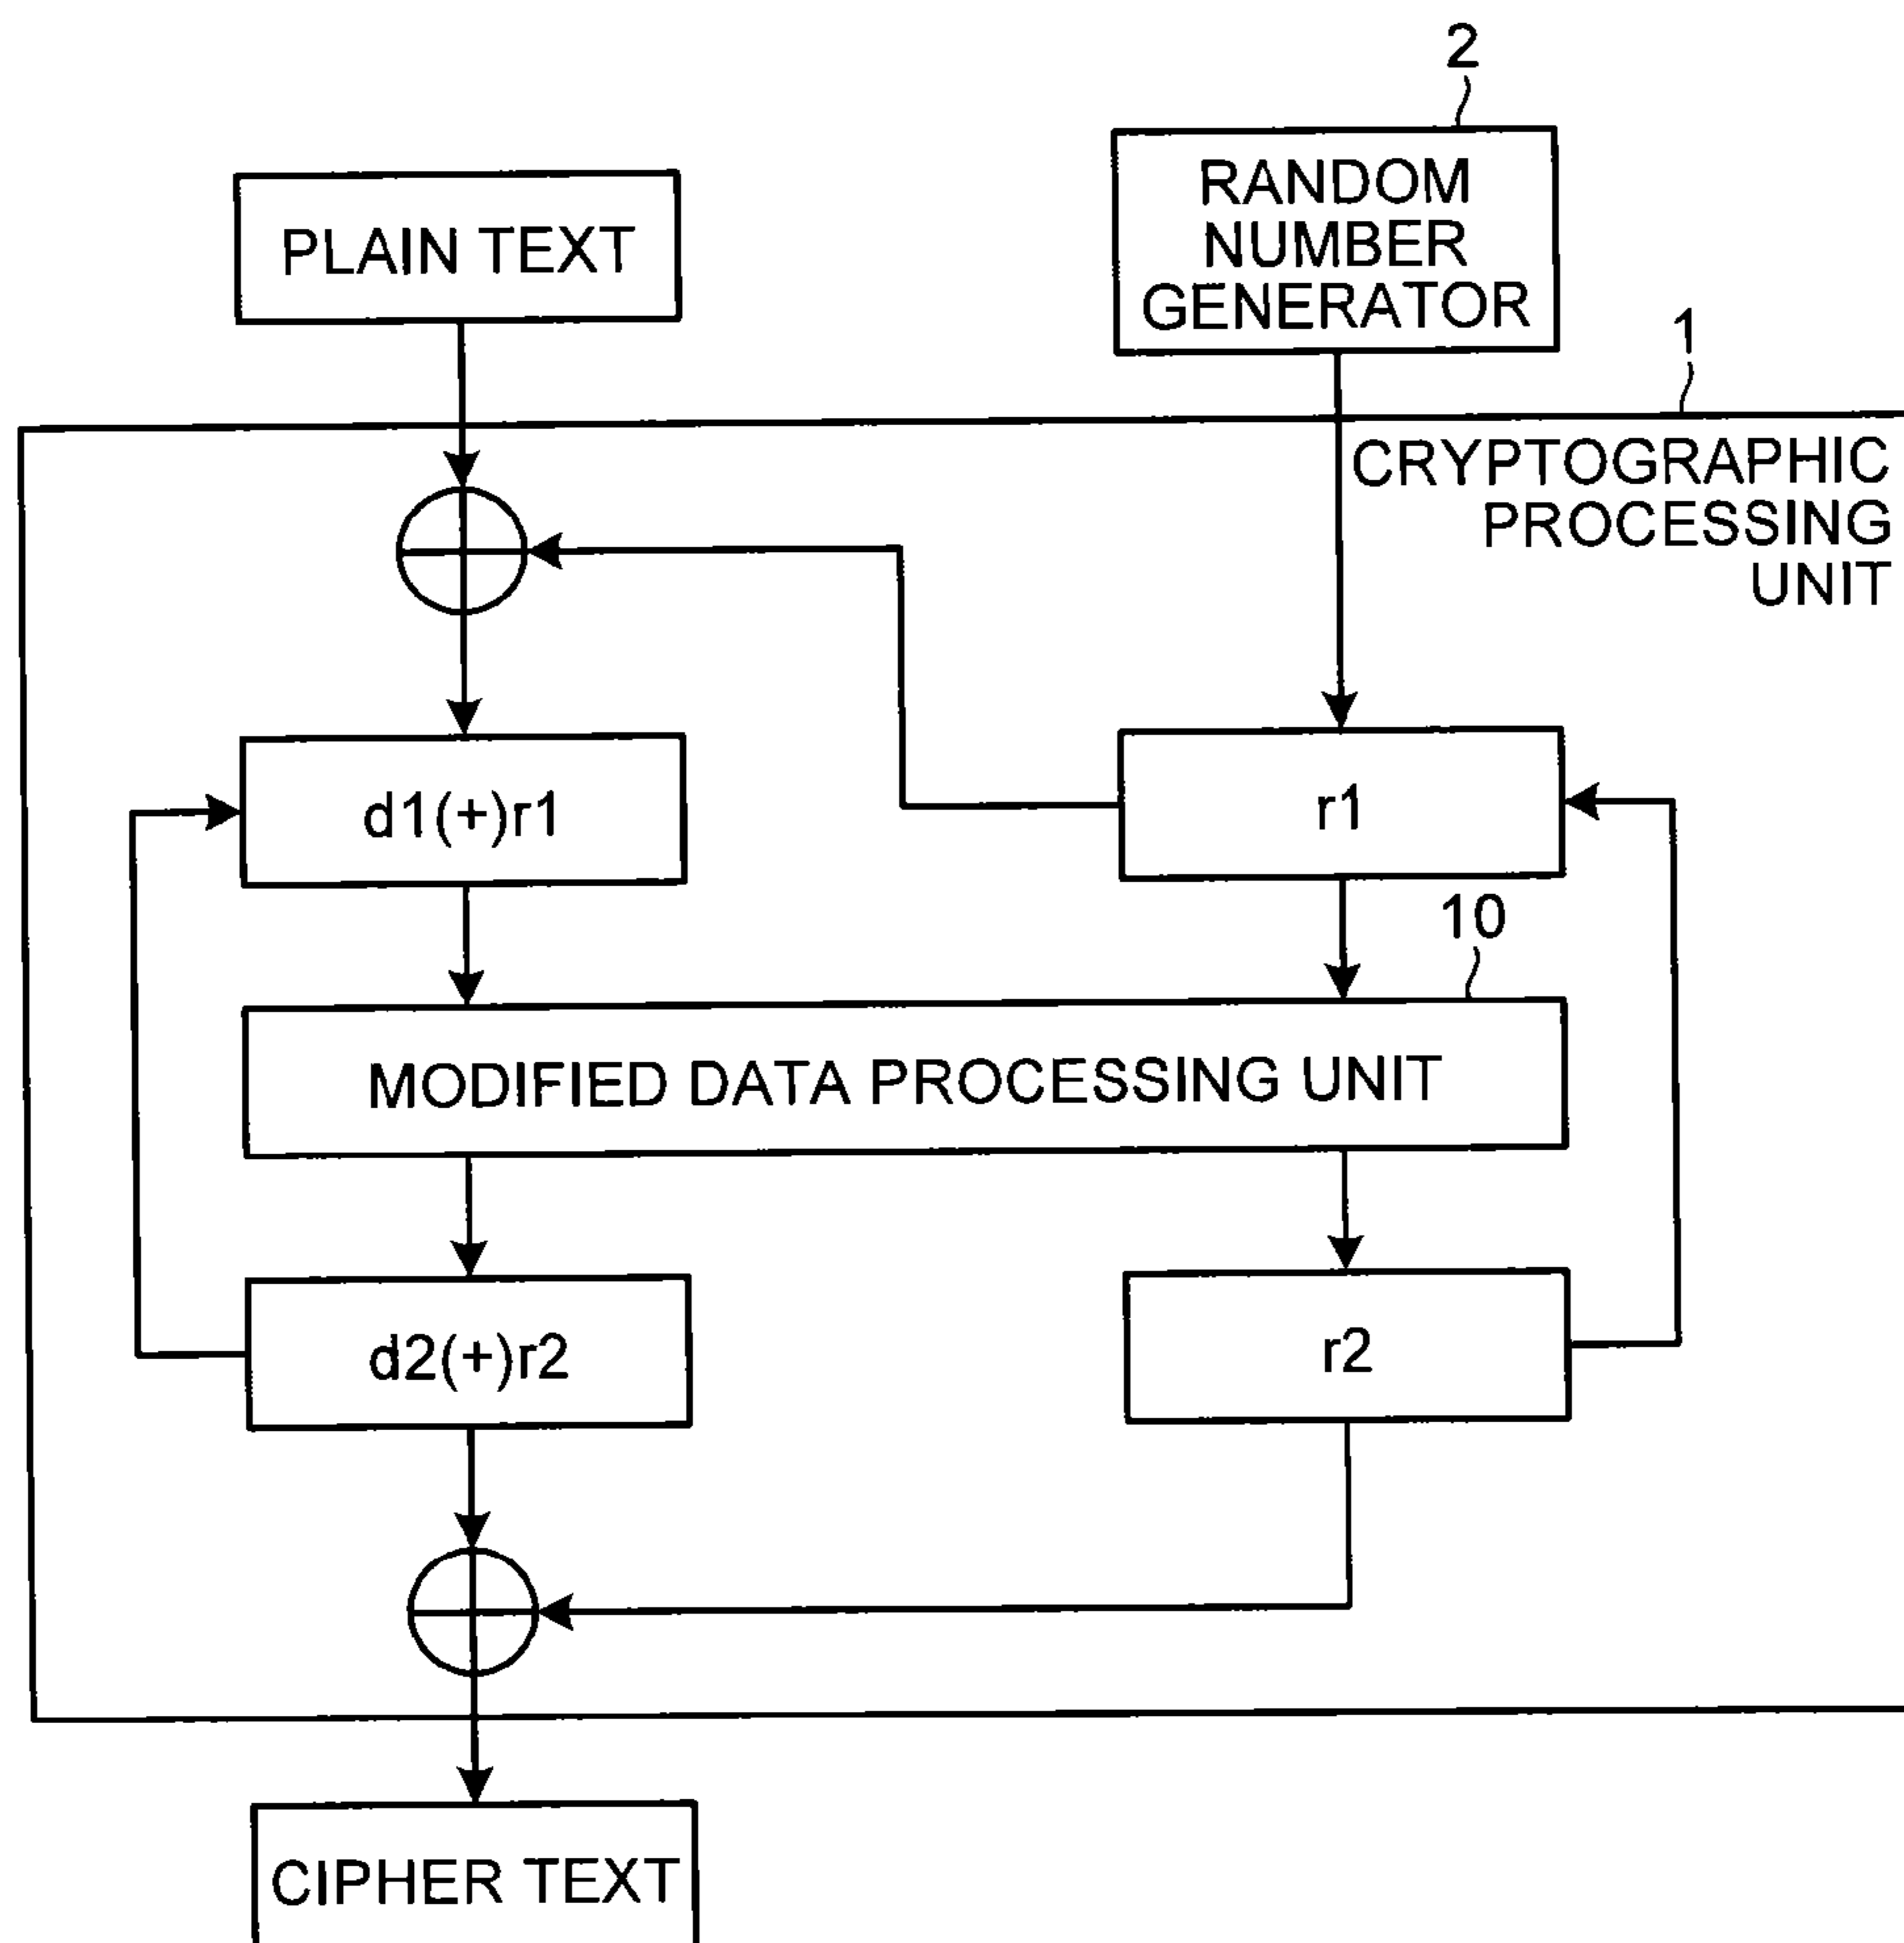 2
RANDOM
NUMBER
GENERATOR
PLAIN TEXT
1
CRYPTOGRAPHIC
PROCESSING
UNIT
d1(+)r1
r1
10
MODIFIED DATA PROCESSING UNIT
d2(+)r2
r2
CIPHER TEXT